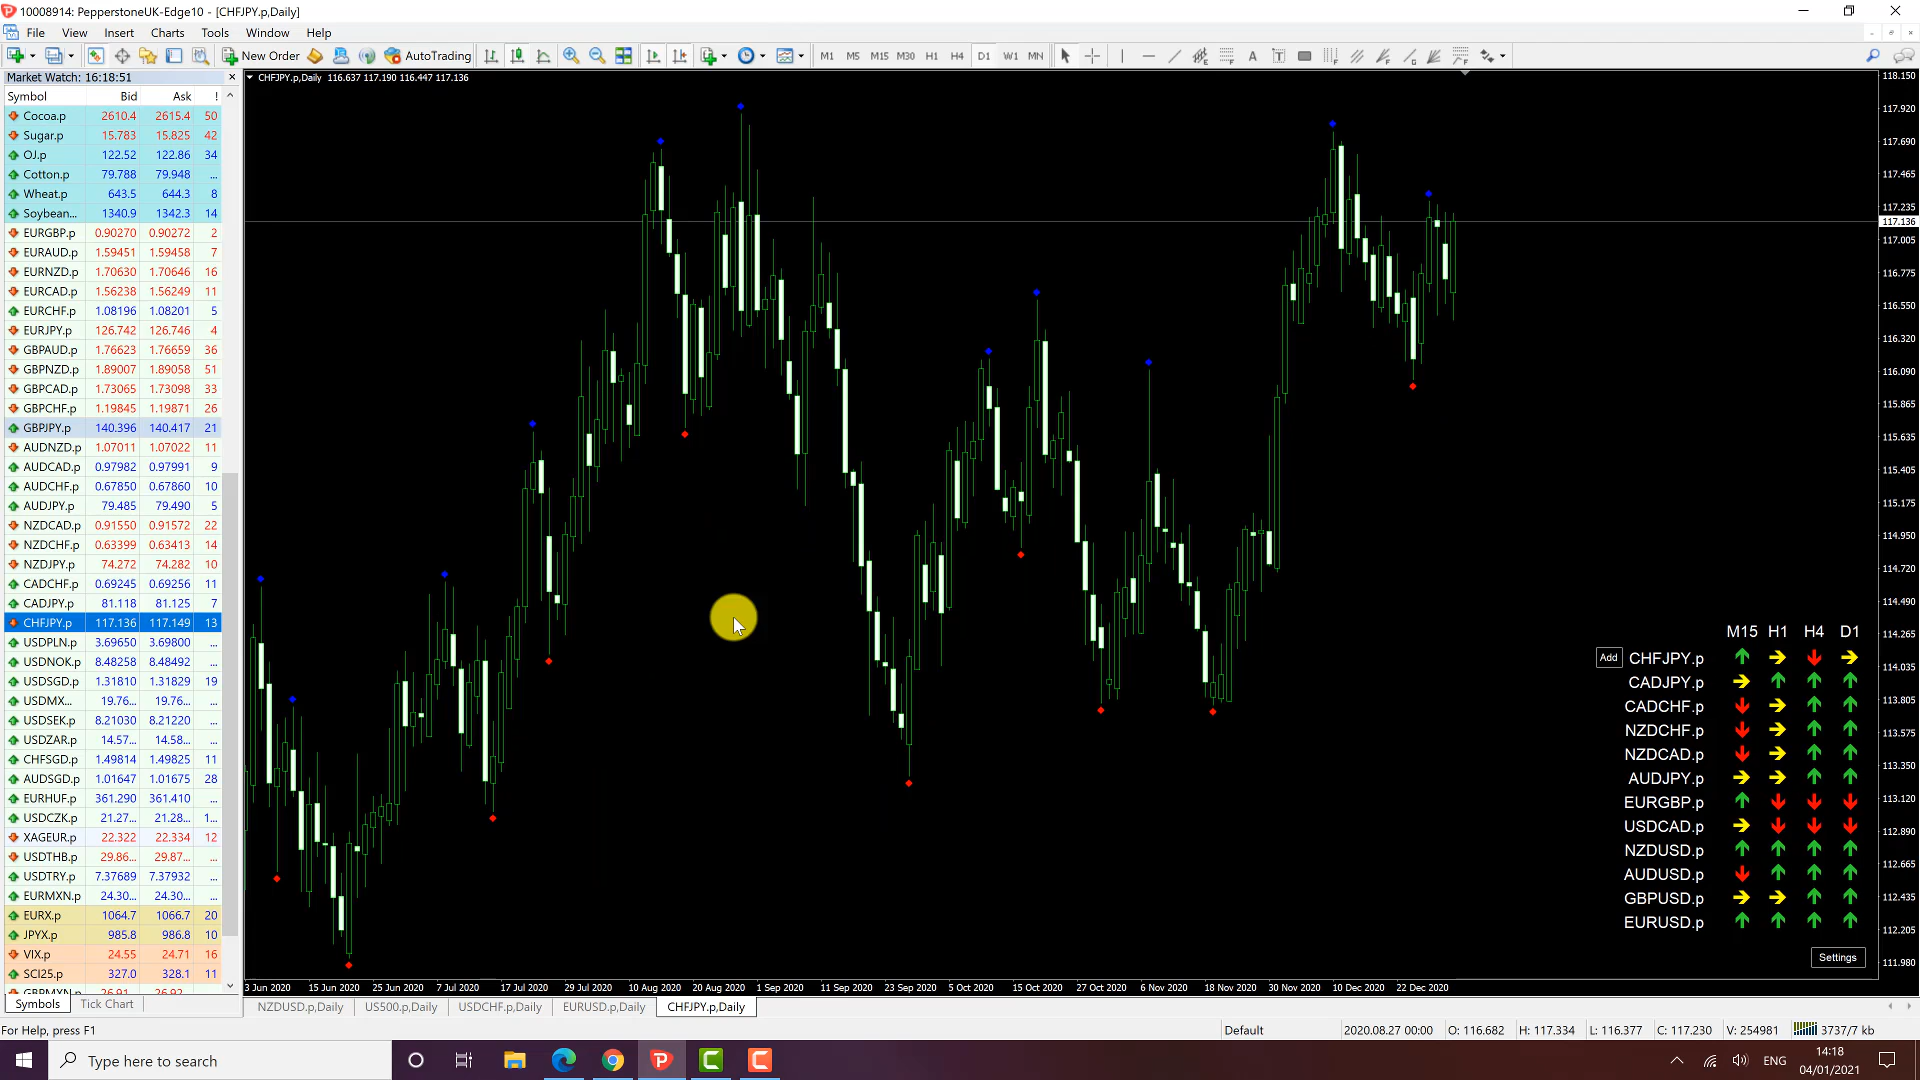 10008914: PepperstoneUK-Edge10 - [CHFJPY.p,Daily]
File View Insert Charts Tools Window Help
New Order AutoTrading M1 M5 M15 M30 H1 H4 D1 W1 MN
Market Watch: 16:18:51
Symbol Bid Ask !
Cocoa.p 2610.4 2615.4 50
Sugar.p 15.783 15.825 42
OJ.p 122.52 122.86 34
Cotton.p 79.788 79.948 ...
Wheat.p 643.5 644.3 8
Soybean... 1340.9 1342.3 14
EURGBP.p 0.90270 0.90272 2
EURAUD.p 1.59451 1.59458 7
EURNZD.p 1.70630 1.70646 16
EURCAD.p 1.56238 1.56249 11
EURCHF.p 1.08196 1.08201 5
EURJPY.p 126.742 126.746 4
GBPAUD.p 1.76623 1.76659 36
GBPNZD.p 1.89007 1.89058 51
GBPCAD.p 1.73065 1.73098 33
GBPCHF.p 1.19845 1.19871 26
GBPJPY.p 140.396 140.417 21
AUDNZD.p 1.07011 1.07022 11
AUDCAD.p 0.97982 0.97991 9
AUDCHF.p 0.67850 0.67860 10
AUDJPY.p 79.485 79.490 5
NZDCAD.p 0.91550 0.91572 22
NZDCHF.p 0.63399 0.63413 14
NZDJPY.p 74.272 74.282 10
CADCHF.p 0.69245 0.69256 11
CADJPY.p 81.118 81.125 7
CHFJPY.p 117.136 117.149 13
USDPLN.p 3.69650 3.69800 ...
USDNOK.p 8.48258 8.48492 ...
USDSGD.p 1.31810 1.31829 19
USDMX... 19.76... 19.76... ...
USDSEK.p 8.21030 8.21220 ...
USDZAR.p 14.57... 14.58... ...
CHFSGD.p 1.49814 1.49825 11
AUDSGD.p 1.01647 1.01675 28
EURHUF.p 361.290 361.410 ...
USDCZK.p 21.27... 21.28... 1...
XAGEUR.p 22.322 22.334 12
USDTHB.p 29.86... 29.87... ...
USDTRY.p 7.37689 7.37932 ...
EURMXN.p 24.30... 24.30... ...
EURX.p 1064.7 1066.7 20
JPYX.p 985.8 986.8 10
VIX.p 24.55 24.71 16
SCI25.p 327.0 328.1 11
GBPMXN.p 26.91 26.92
Symbols Tick Chart
CHFJPY.p,Daily 116.637 117.190 116.447 117.136
118.150
117.920
117.690
117.465
117.235
117.136
117.005
116.775
116.550
116.320
116.090
115.865
115.635
115.405
115.175
114.950
114.720
114.490
114.265
114.035
113.805
113.575
113.350
113.120
112.890
112.665
112.435
112.205
111.980
M15 H1 H4 D1
Add CHFJPY.p
CADJPY.p
CADCHF.p
NZDCHF.p
NZDCAD.p
AUDJPY.p
EURGBP.p
USDCAD.p
NZDUSD.p
AUDUSD.p
GBPUSD.p
EURUSD.p
Settings
3 Jun 2020 15 Jun 2020 25 Jun 2020 7 Jul 2020 17 Jul 2020 29 Jul 2020 10 Aug 2020 20 Aug 2020 1 Sep 2020 11 Sep 2020 23 Sep 2020 5 Oct 2020 15 Oct 2020 27 Oct 2020 6 Nov 2020 18 Nov 2020 30 Nov 2020 10 Dec 2020 22 Dec 2020
NZDUSD.p,Daily US500.p,Daily USDCHF.p,Daily EURUSD.p,Daily CHFJPY.p,Daily
For Help, press F1 Default 2020.08.27 00:00 O: 116.682 H: 117.334 L: 116.377 C: 117.230 V: 254981 3737/7 kb
Type here to search
ENG
14:18
04/01/2021